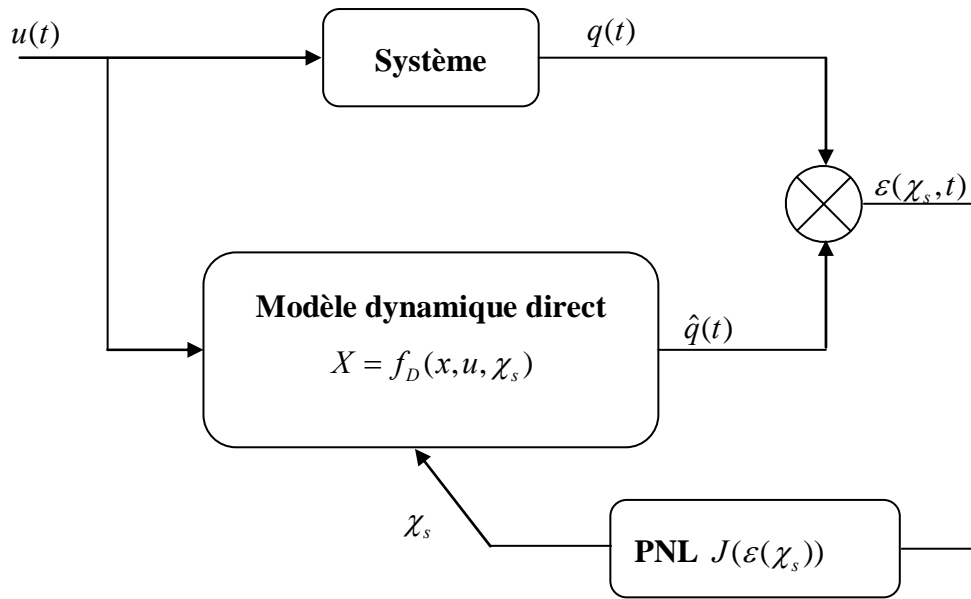 u(t)
q(t)
Système
ε(χ_s, t)
Modèle dynamique direct
q̂(t)
X = f_D(x, u, χ_s)
χ_s
PNL J(ε(χ_s))